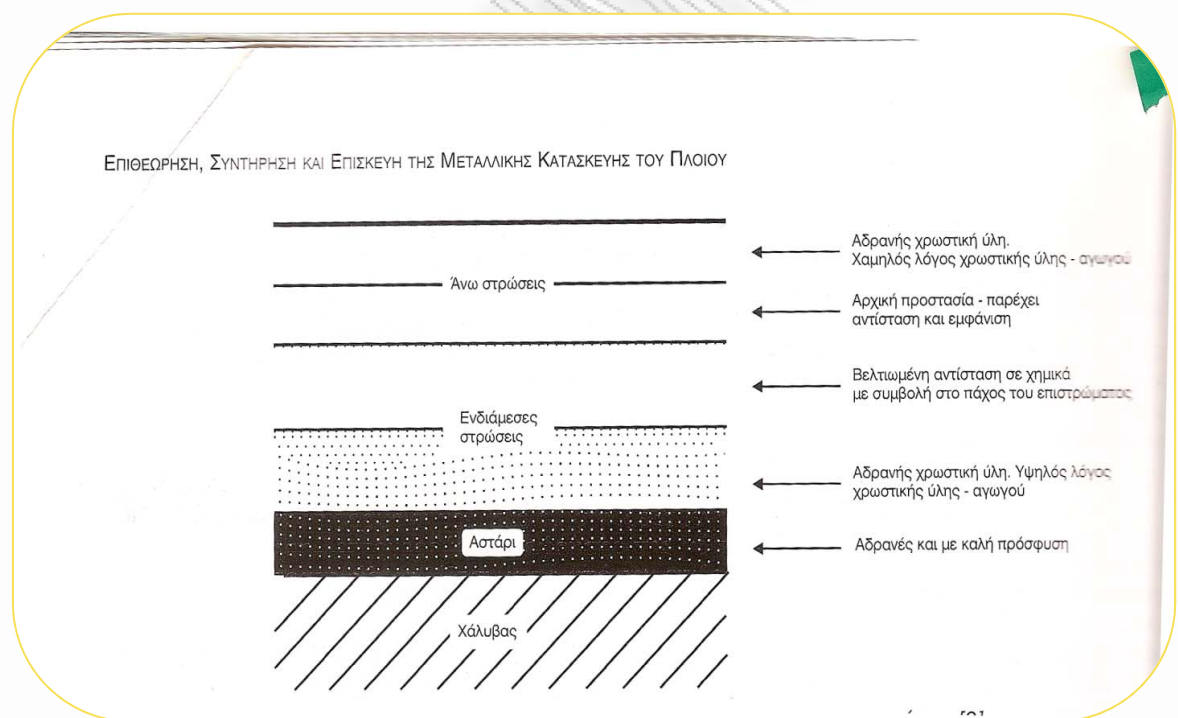 ΕΠΙΘΕΩΡΗΣΗ, ΣΥΝΤΗΡΗΣΗ ΚΑΙ ΕΠΙΣΚΕΥΗ ΤΗΣ ΜΕΤΑΛΛΙΚΗΣ ΚΑΤΑΣΚΕΥΗΣ ΤΟΥ ΠΛΟΙΟΥ
Αδρανής χρωστική ύλη.
Χαμηλός λόγος χρωστικής ύλης - αγωγού
Άνω στρώσεις
Αρχική προστασία - παρέχει
αντίσταση και εμφάνιση
Βελτιωμένη αντίσταση σε χημικά
με συμβολή στο πάχος του επιστρώματος
Ενδιάμεσες
στρώσεις
Αδρανής χρωστική ύλη. Υψηλός λόγος
χρωστικής ύλης - αγωγού
Αστάρι
Αδρανές και με καλή πρόσφυση
Χάλυβας